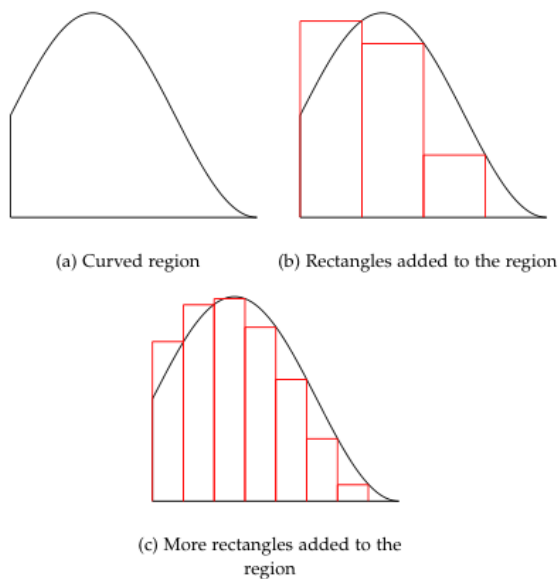 (a) Curved region
(b) Rectangles added to the region
(c) More rectangles added to the
region